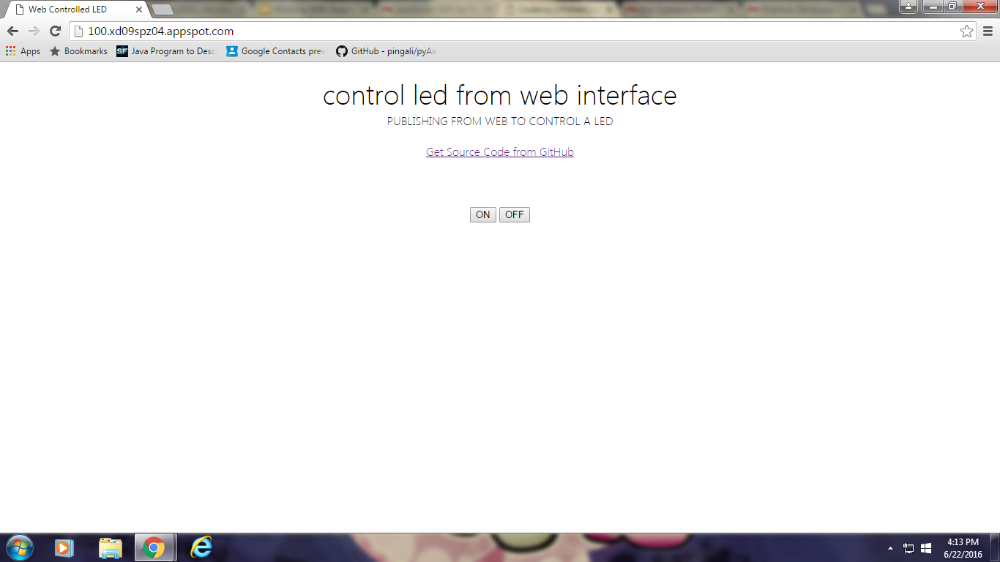 Web Controlled LED
100.xd09spz04.appspot.com
Apps Bookmarks SF Java Program to Desc Google Contacts prev GitHub - pingali/pyAa
control led from web interface
PUBLISHING FROM WEB TO CONTROL A LED
Get Source Code from GitHub
ON OFF
4:13 PM
6/22/2016